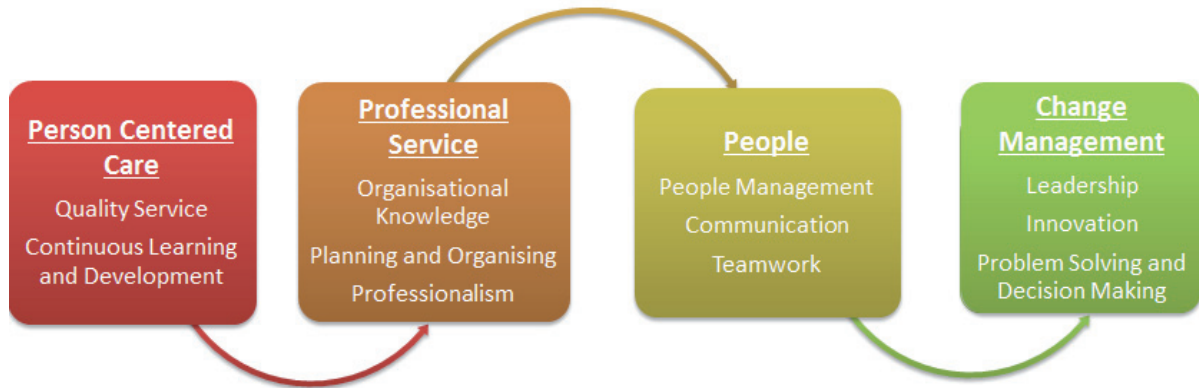 Person Centered
Care
Quality Service
Continuous Learning
and Development
Professional
Service
Organisational
Knowledge
Planning and Organising
Professionalism
People
People Management
Communication
Teamwork
Change
Management
Leadership
Innovation
Problem Solving and
Decision Making